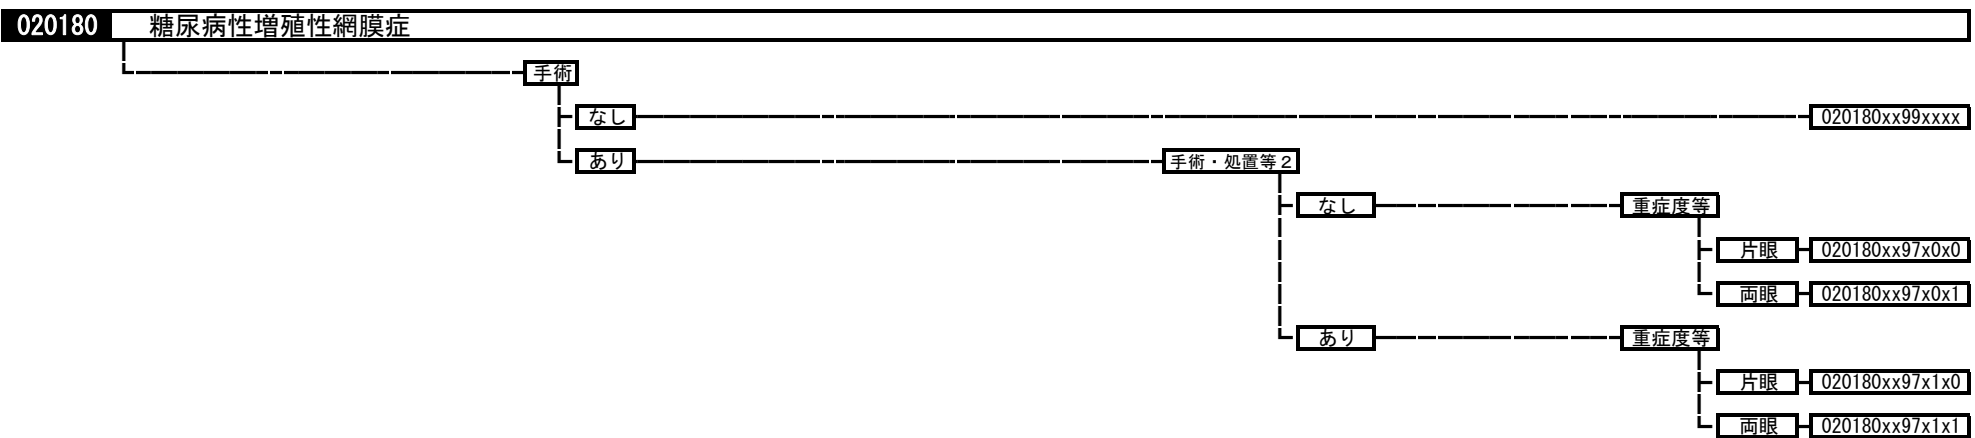 020180 糖尿病性増殖性網膜症
手術
なし 020180xx99xxxx
あり 手術・処置等２
なし 重症度等
片眼 020180xx97x0x0
両眼 020180xx97x0x1
あり 重症度等
片眼 020180xx97x1x0
両眼 020180xx97x1x1